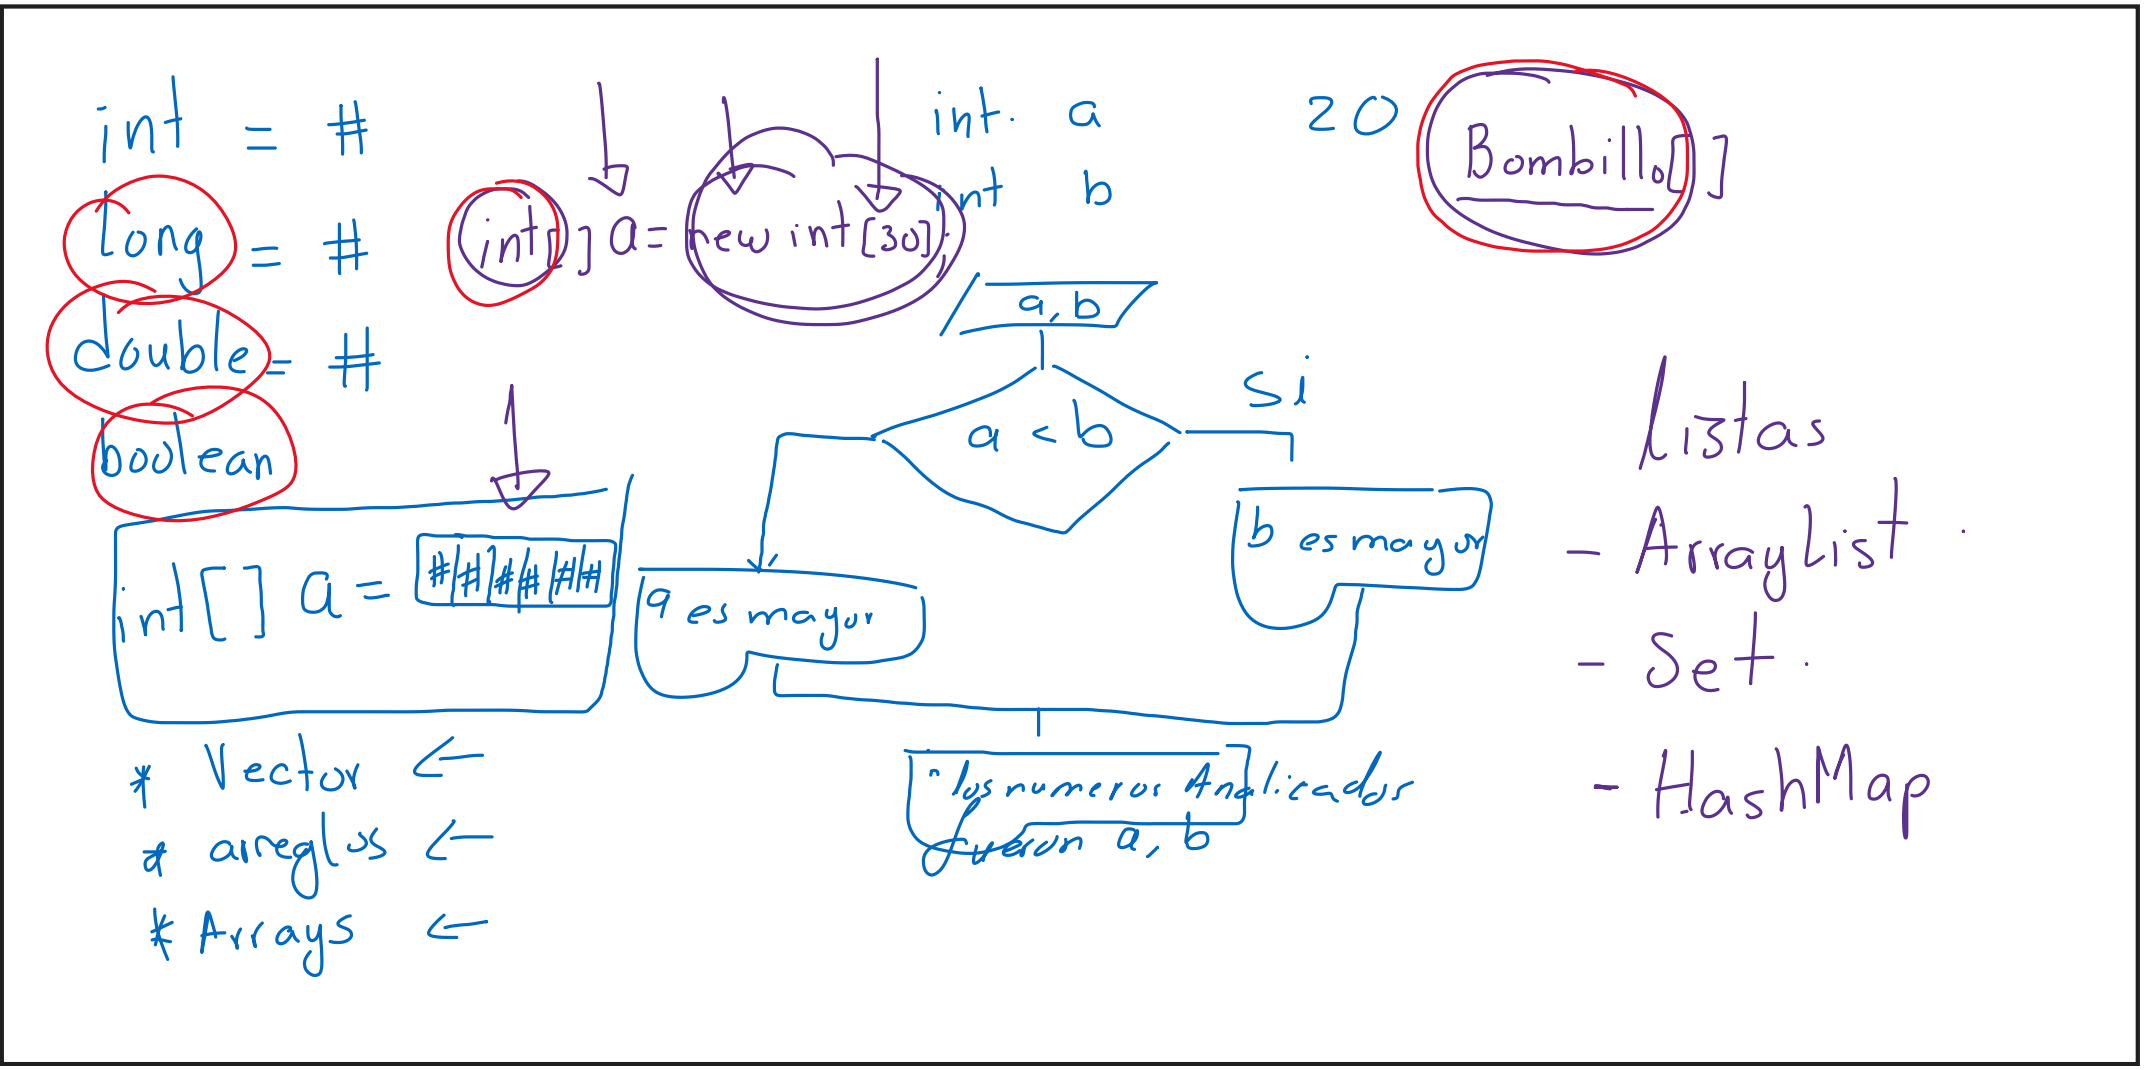 int = #
long = #
double = #
boolean
int[] a = new int[30];
int. a
int b
20 Bombillo[]
a, b
a < b
si
b es mayor
a es mayor
int[] a = # # # # # #
los numeros Analicados
fueron a, b
* Vector ←
* arreglos ←
* Arrays ←
listas
- ArrayList
- Set
- HashMap